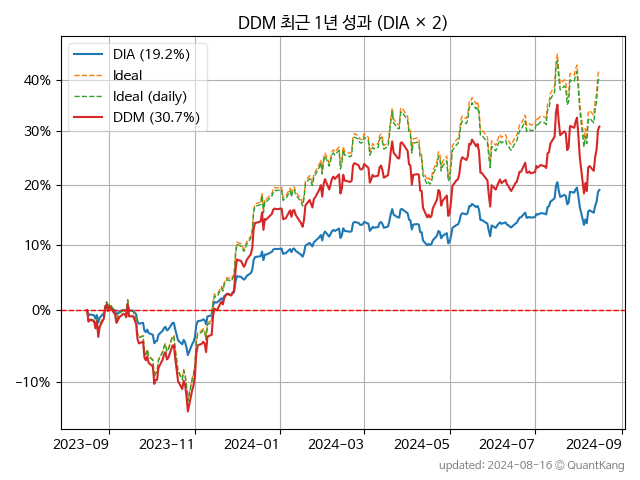 DDM 최근 1년 성과 (DIA × 2)
DIA (19.2%)
Ideal
Ideal (daily)
DDM (30.7%)
40%
30%
20%
10%
0%
−10%
2023−09
2023−11
2024−01
2024−03
2024−05
2024−07
2024−09
updated: 2024-08-16 © QuantKang